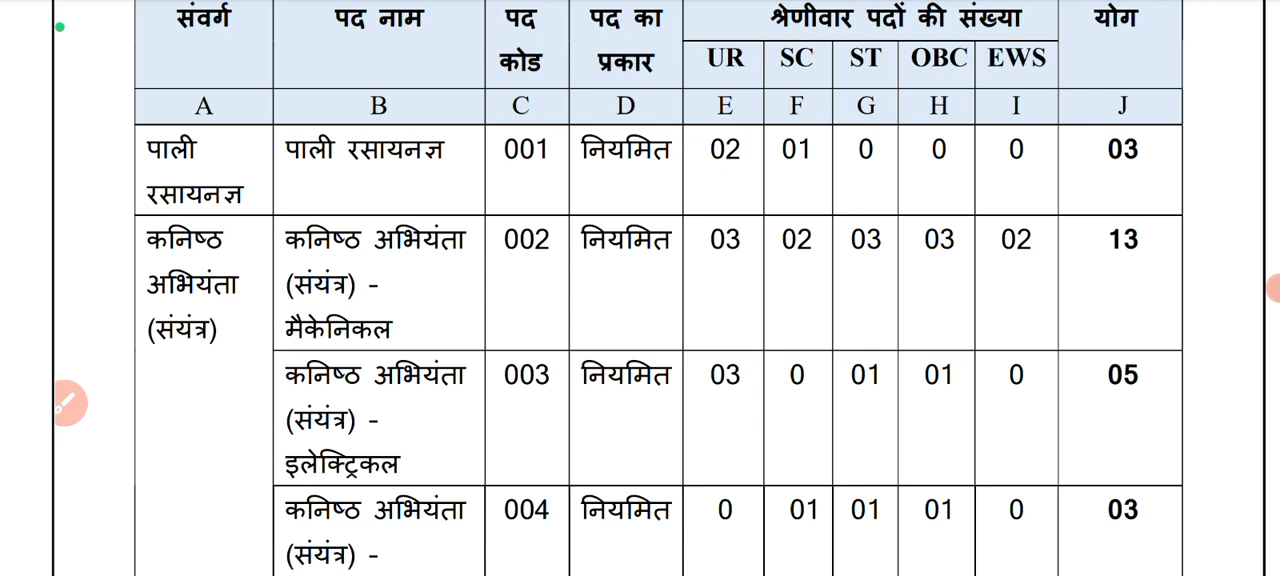 संवर्ग पद नाम पद कोड पद का प्रकार श्रेणीवार पदों की संख्या योग
UR SC ST OBC EWS
A B C D E F G H I J
पाली पाली रसायनज्ञ 001 नियमित 02 01 0 0 0 03
रसायनज्ञ
कनिष्ठ कनिष्ठ अभियंता 002 नियमित 03 02 03 03 02 13
अभियंता (संयंत्र) -
(संयंत्र) मैकेनिकल
कनिष्ठ अभियंता 003 नियमित 03 0 01 01 0 05
(संयंत्र) -
इलेक्ट्रिकल
कनिष्ठ अभियंता 004 नियमित 0 01 01 01 0 03
(संयंत्र) -